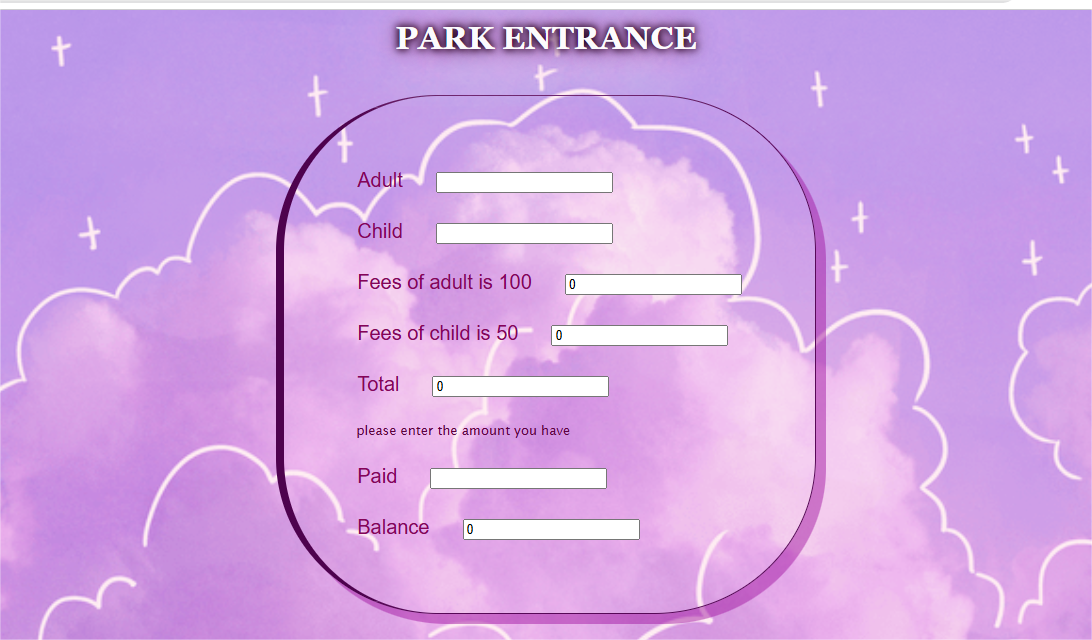 PARK ENTRANCE
Adult
Child
Fees of adult is 100 0
Fees of child is 50 0
Total 0
please enter the amount you have
Paid
Balance 0